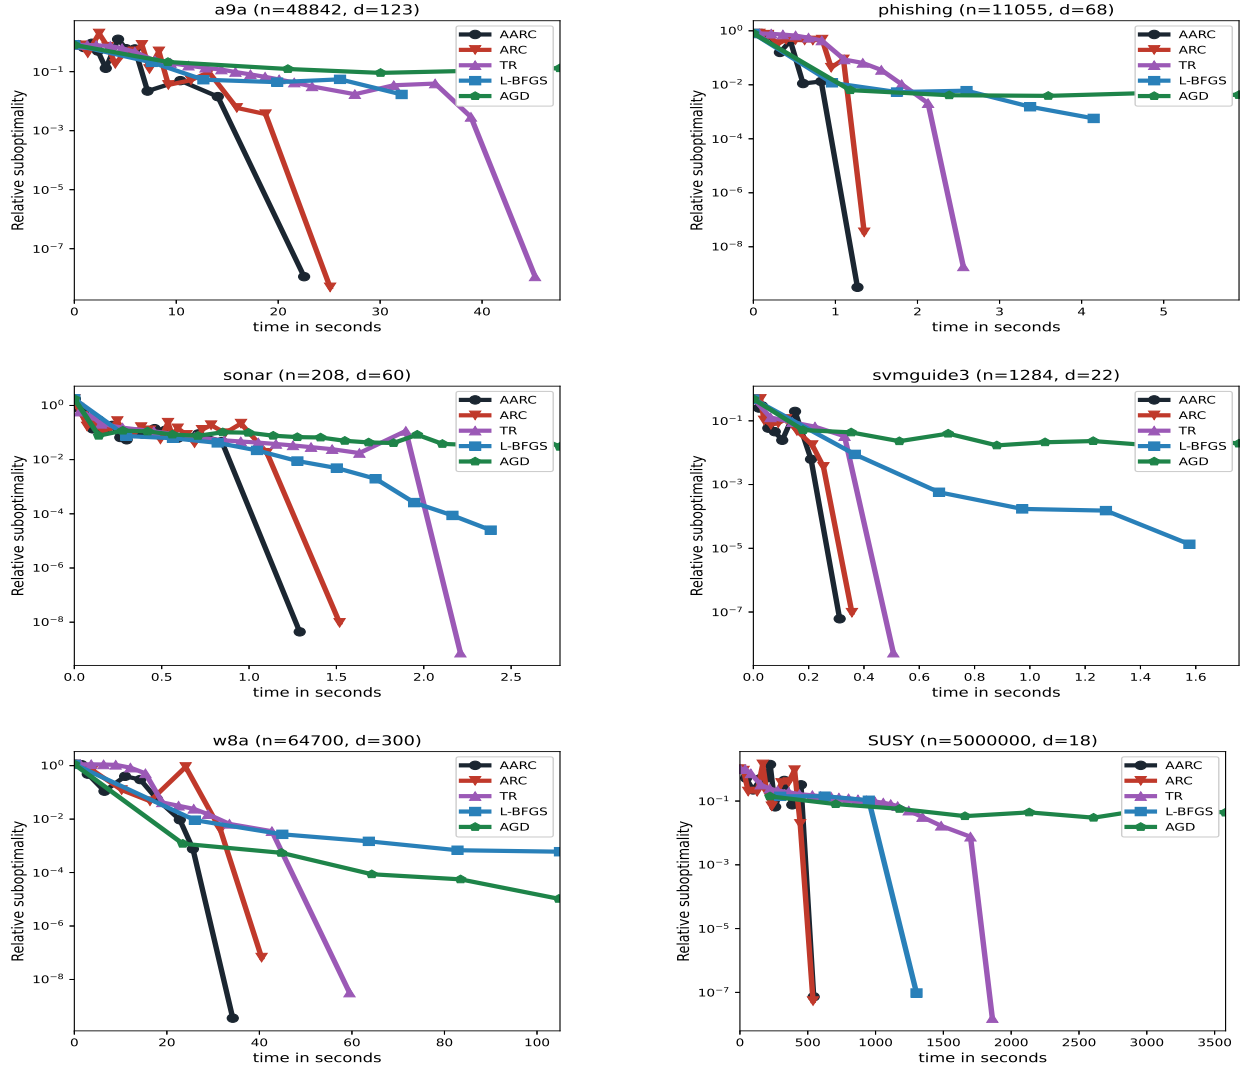 a9a (n=48842, d=123)
Relative suboptimality
10⁻¹
10⁻³
10⁻⁵
10⁻⁷
0 10 20 30 40
time in seconds
AARC
ARC
TR
L-BFGS
AGD
phishing (n=11055, d=68)
Relative suboptimality
10⁰
10⁻²
10⁻⁴
10⁻⁶
10⁻⁸
0 1 2 3 4 5
time in seconds
AARC
ARC
TR
L-BFGS
AGD
sonar (n=208, d=60)
Relative suboptimality
10⁰
10⁻²
10⁻⁴
10⁻⁶
10⁻⁸
0.0 0.5 1.0 1.5 2.0 2.5
time in seconds
AARC
ARC
TR
L-BFGS
AGD
svmguide3 (n=1284, d=22)
Relative suboptimality
10⁻¹
10⁻³
10⁻⁵
10⁻⁷
0.0 0.2 0.4 0.6 0.8 1.0 1.2 1.4 1.6
time in seconds
AARC
ARC
TR
L-BFGS
AGD
w8a (n=64700, d=300)
Relative suboptimality
10⁰
10⁻²
10⁻⁴
10⁻⁶
10⁻⁸
0 20 40 60 80 100
time in seconds
AARC
ARC
TR
L-BFGS
AGD
SUSY (n=5000000, d=18)
Relative suboptimality
10⁻¹
10⁻³
10⁻⁵
10⁻⁷
0 500 1000 1500 2000 2500 3000 3500
time in seconds
AARC
ARC
TR
L-BFGS
AGD